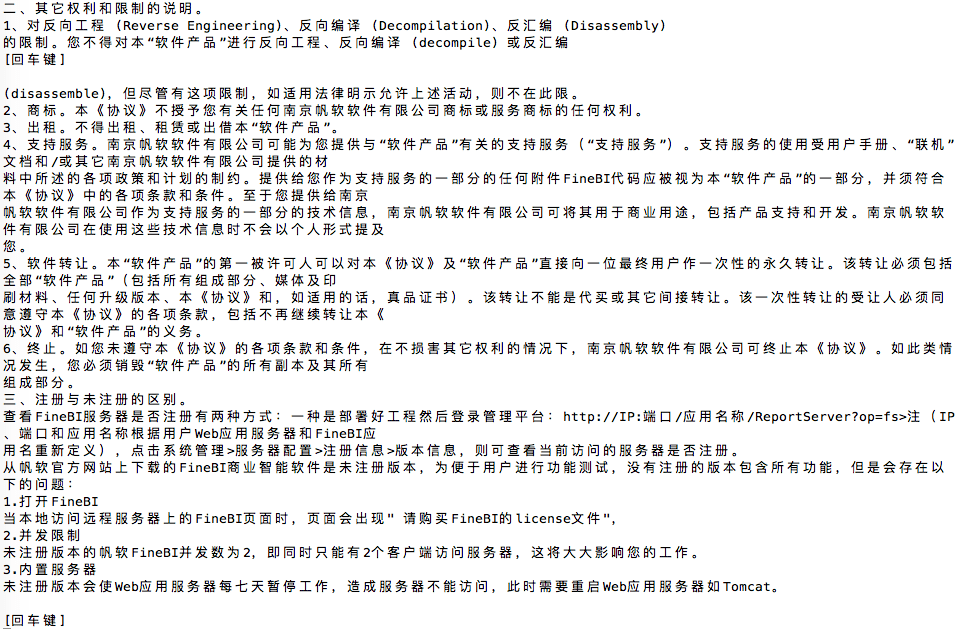 二、其它权利和限制的说明。
1、对反向工程 (Reverse Engineering)、反向编译 (Decompilation)、反汇编 (Disassembly)
的限制。您不得对本“软件产品”进行反向工程、反向编译 (decompile) 或反汇编
[回车键]
(disassemble)，但尽管有这项限制，如适用法律明示允许上述活动，则不在此限。
2、商标。本《协议》不授予您有关任何南京帆软软件有限公司商标或服务商标的任何权利。
3、出租。不得出租、租赁或出借本“软件产品”。
4、支持服务。南京帆软软件有限公司可能为您提供与“软件产品”有关的支持服务（“支持服务”）。支持服务的使用受用户手册、“联机”
文档和/或其它南京帆软软件有限公司提供的材
料中所述的各项政策和计划的制约。提供给您作为支持服务的一部分的任何附件FineBI代码应被视为本“软件产品”的一部分，并须符合
本《协议》中的各项条款和条件。至于您提供给南京
帆软软件有限公司作为支持服务的一部分的技术信息，南京帆软软件有限公司可将其用于商业用途，包括产品支持和开发。南京帆软软
件有限公司在使用这些技术信息时不会以个人形式提及
您。
5、软件转让。本“软件产品”的第一被许可人可以对本《协议》及“软件产品”直接向一位最终用户作一次性的永久转让。该转让必须包括
全部“软件产品”（包括所有组成部分、媒体及印
刷材料、任何升级版本、本《协议》和，如适用的话，真品证书）。该转让不能是代买或其它间接转让。该一次性转让的受让人必须同
意遵守本《协议》的各项条款，包括不再继续转让本《
协议》和“软件产品”的义务。
6、终止。如您未遵守本《协议》的各项条款和条件，在不损害其它权利的情况下，南京帆软软件有限公司可终止本《协议》。如此类情
况发生，您必须销毁“软件产品”的所有副本及其所有
组成部分。
三、注册与未注册的区别。
查看FineBI服务器是否注册有两种方式：一种是部署好工程然后登录管理平台：http://IP:端口/应用名称/ReportServer?op=fs>注（IP
、端口和应用名称根据用户Web应用服务器和FineBI应
用名重新定义），点击系统管理>服务器配置>注册信息>版本信息，则可查看当前访问的服务器是否注册。
从帆软官方网站上下载的FineBI商业智能软件是未注册版本，为便于用户进行功能测试，没有注册的版本包含所有功能，但是会存在以
下的问题：
1.打开FineBI
当本地访问远程服务器上的FineBI页面时，页面会出现" 请购买FineBI的license文件",
2.并发限制
未注册版本的帆软FineBI并发数为2，即同时只能有2个客户端访问服务器，这将大大影响您的工作。
3.内置服务器
未注册版本会使Web应用服务器每七天暂停工作，造成服务器不能访问，此时需要重启Web应用服务器如Tomcat。
[回车键]